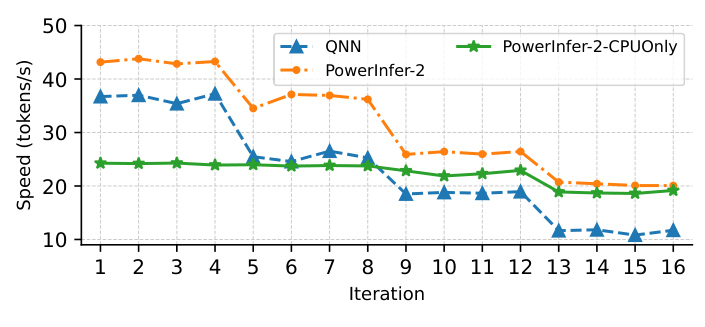 50
40
30
20
10
Speed (tokens/s)
QNN
PowerInfer-2
PowerInfer-2-CPUOnly
1 2 3 4 5 6 7 8 9 10 11 12 13 14 15 16
Iteration